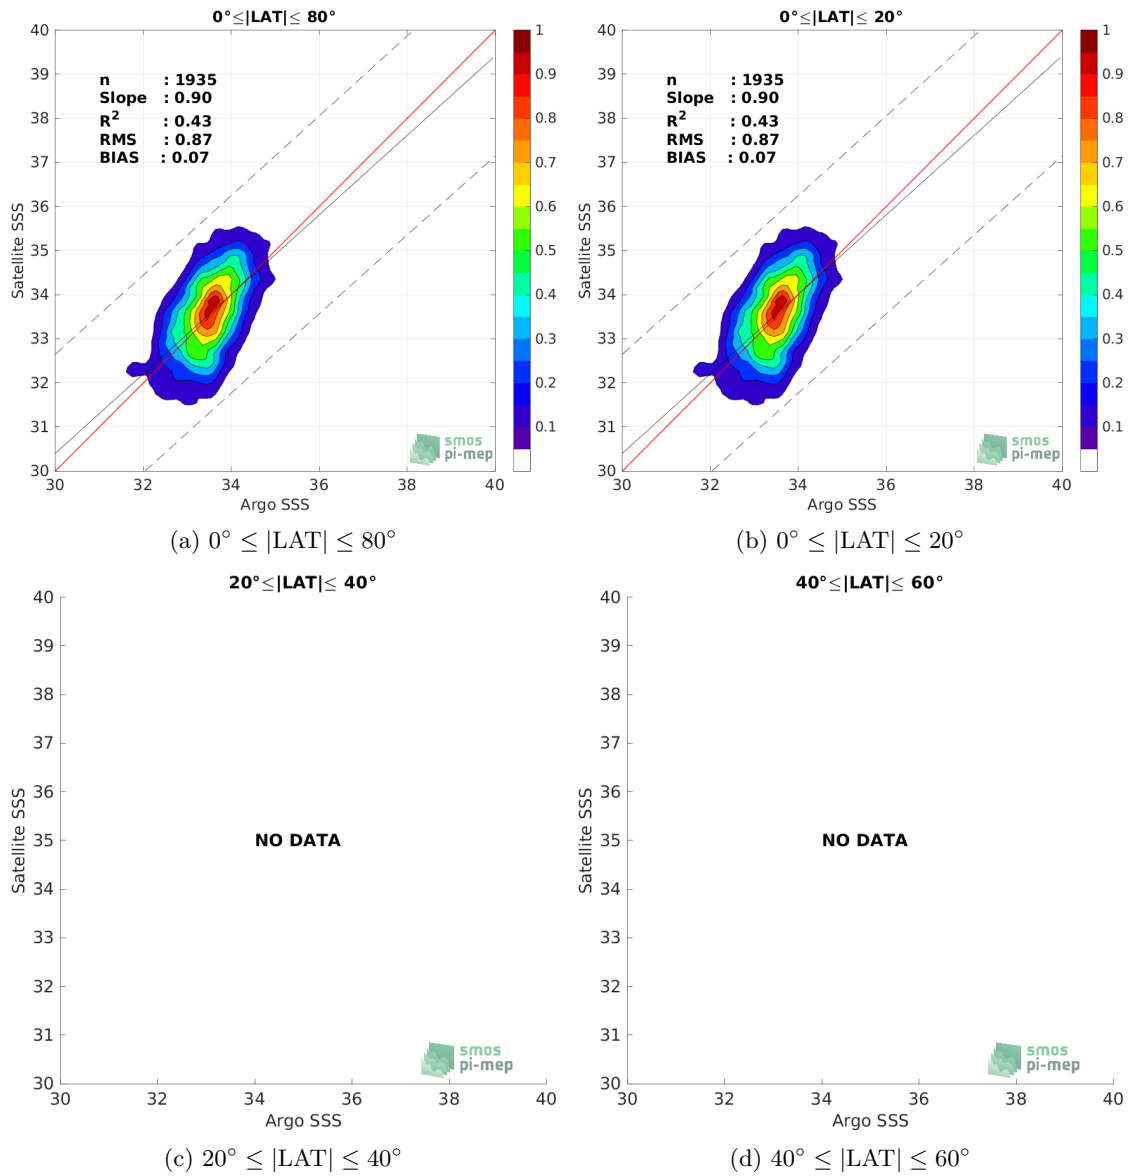 0°≤|LAT|≤ 80°
40
39
38
37
36
35
34
33
32
31
30
Satellite SSS
n : 1935
Slope : 0.90
R² : 0.43
RMS : 0.87
BIAS : 0.07
smos
pi-mep
30 32 34 36 38 40
Argo SSS
1
0.9
0.8
0.7
0.6
0.5
0.4
0.3
0.2
0.1
(a) 0° ≤ |LAT| ≤ 80°
0°≤|LAT|≤ 20°
40
39
38
37
36
35
34
33
32
31
30
Satellite SSS
n : 1935
Slope : 0.90
R² : 0.43
RMS : 0.87
BIAS : 0.07
smos
pi-mep
30 32 34 36 38 40
Argo SSS
1
0.9
0.8
0.7
0.6
0.5
0.4
0.3
0.2
0.1
(b) 0° ≤ |LAT| ≤ 20°
20°≤|LAT|≤ 40°
40
39
38
37
36
35
34
33
32
31
30
Satellite SSS
NO DATA
smos
pi-mep
30 32 34 36 38 40
Argo SSS
(c) 20° ≤ |LAT| ≤ 40°
40°≤|LAT|≤ 60°
40
39
38
37
36
35
34
33
32
31
30
Satellite SSS
NO DATA
smos
pi-mep
30 32 34 36 38 40
Argo SSS
(d) 40° ≤ |LAT| ≤ 60°